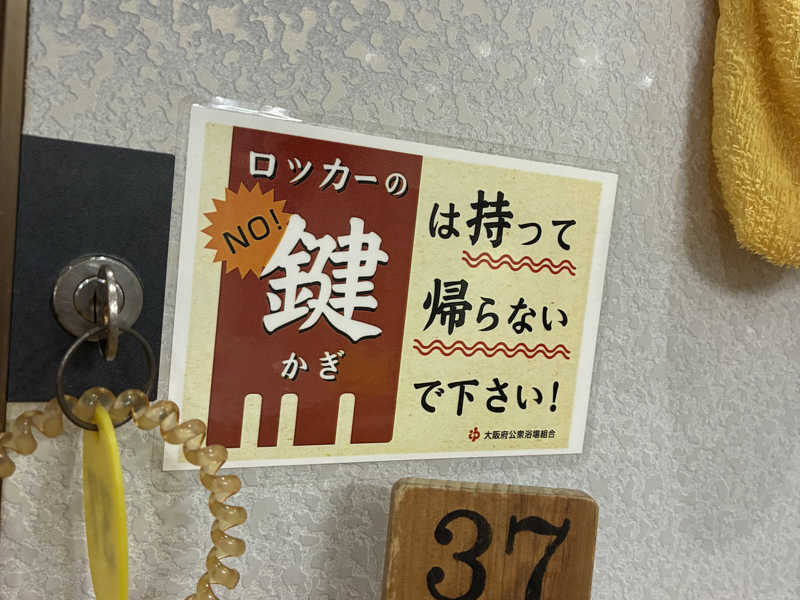 ロッカーの
NO!
鍵
かぎ
は持って
帰らない
で下さい!
ゆ 大阪府公衆浴場組合
37